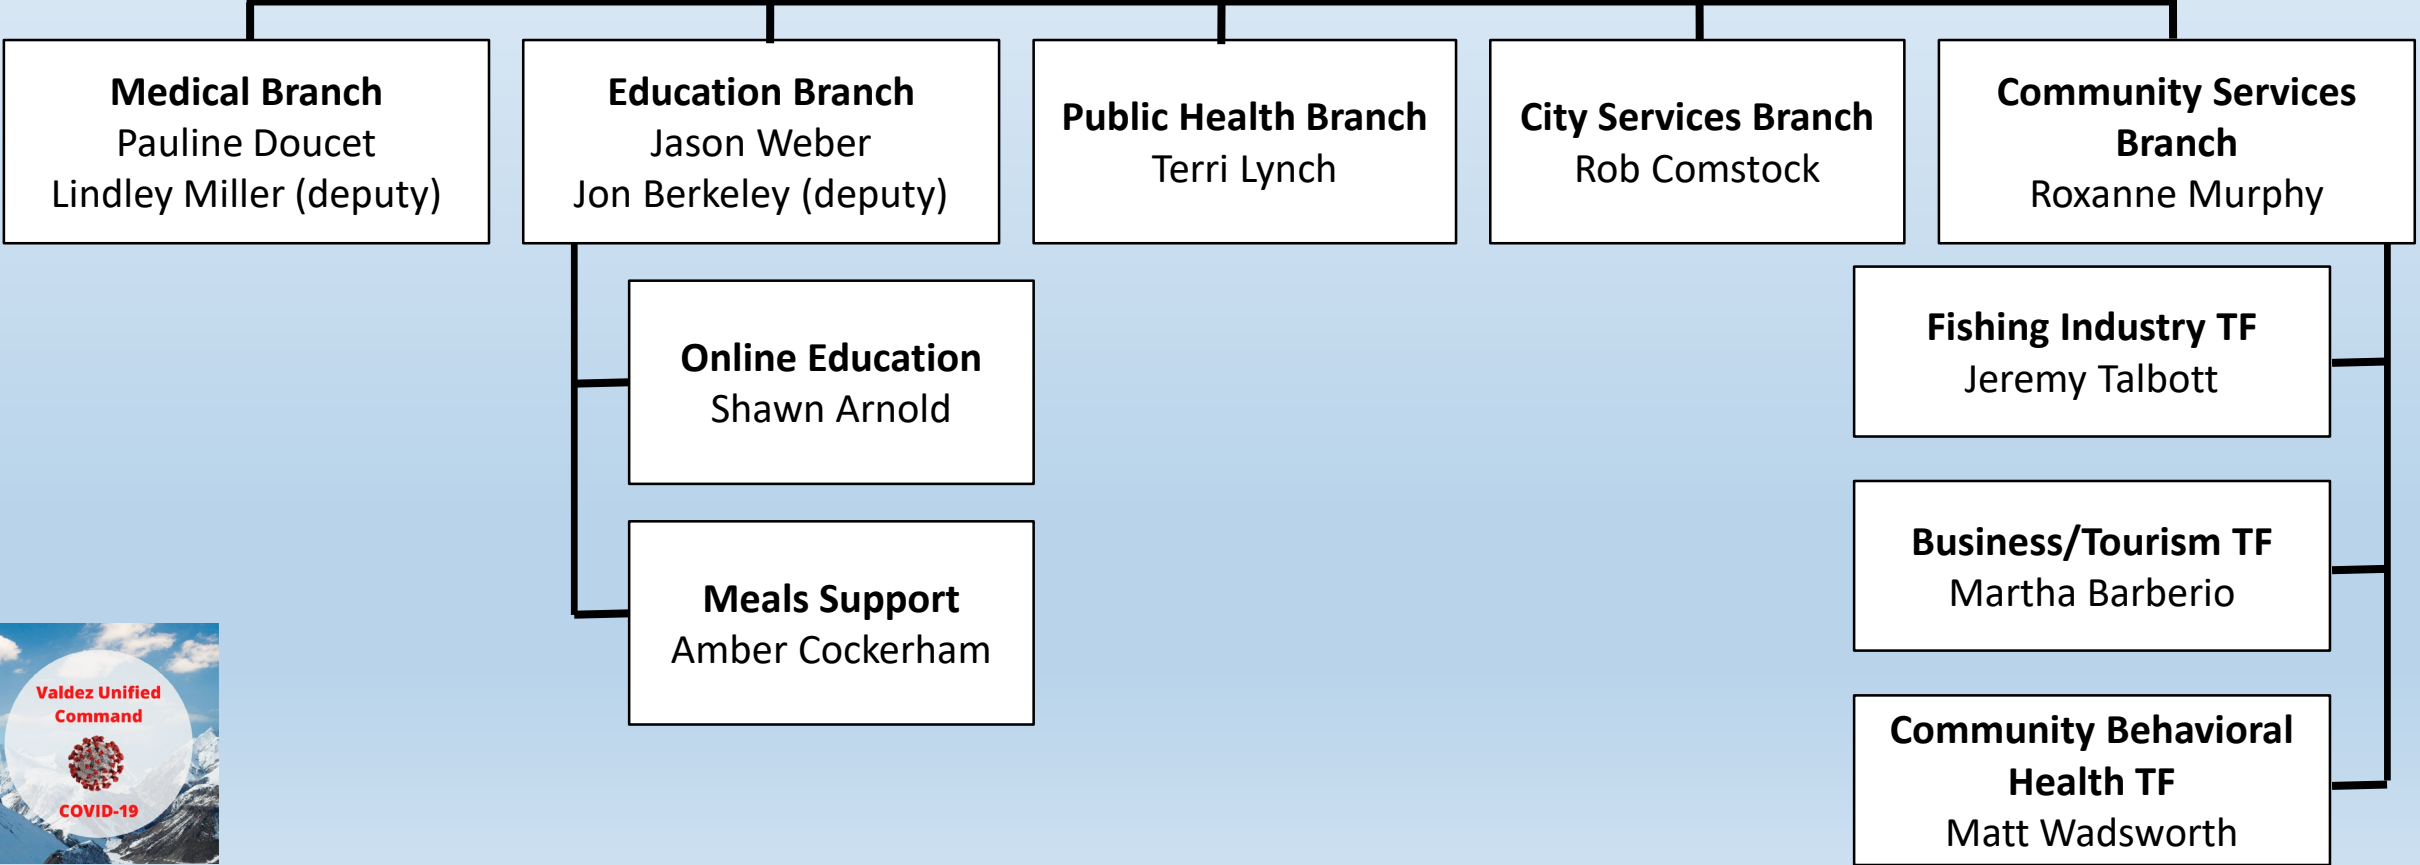 Medical Branch
Pauline Doucet
Lindley Miller (deputy)
Education Branch
Jason Weber
Jon Berkeley (deputy)
Public Health Branch
Terri Lynch
City Services Branch
Rob Comstock
Community Services
Branch
Roxanne Murphy
Online Education
Shawn Arnold
Meals Support
Amber Cockerham
Fishing Industry TF
Jeremy Talbott
Business/Tourism TF
Martha Barberio
Community Behavioral
Health TF
Matt Wadsworth
Valdez Unified
Command
COVID-19